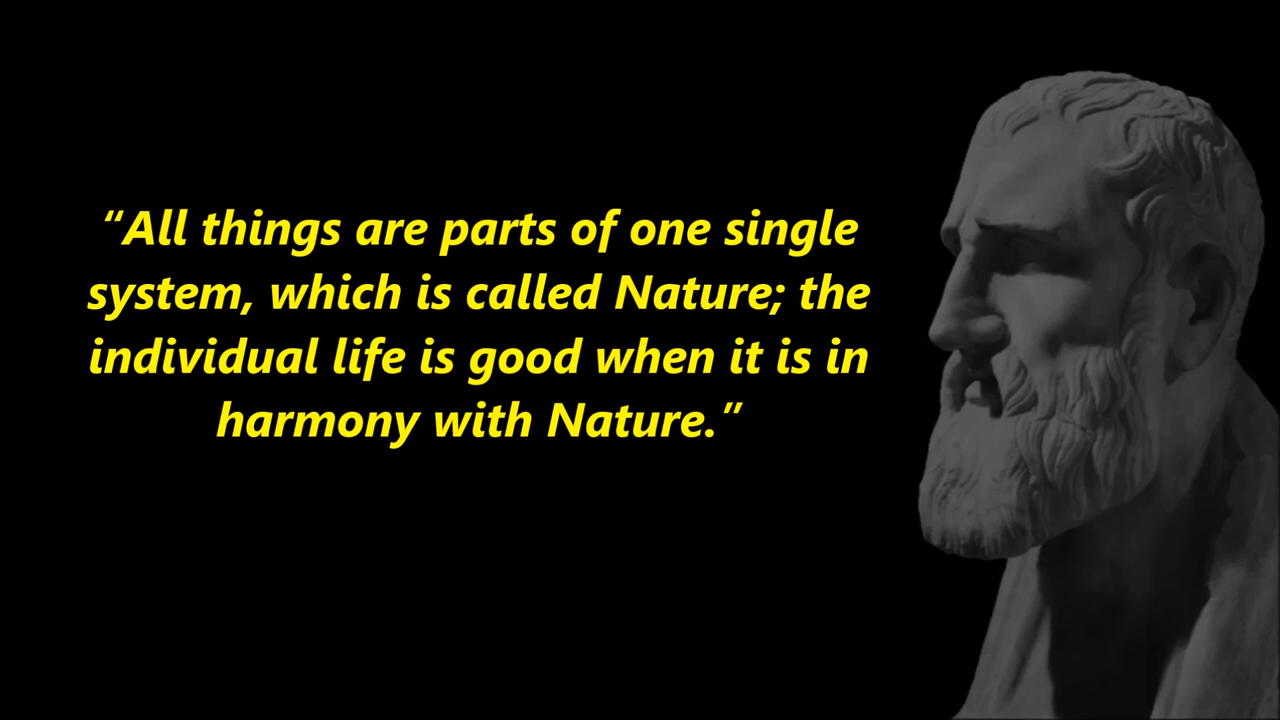 “All things are parts of one single
system, which is called Nature; the
individual life is good when it is in
harmony with Nature.”